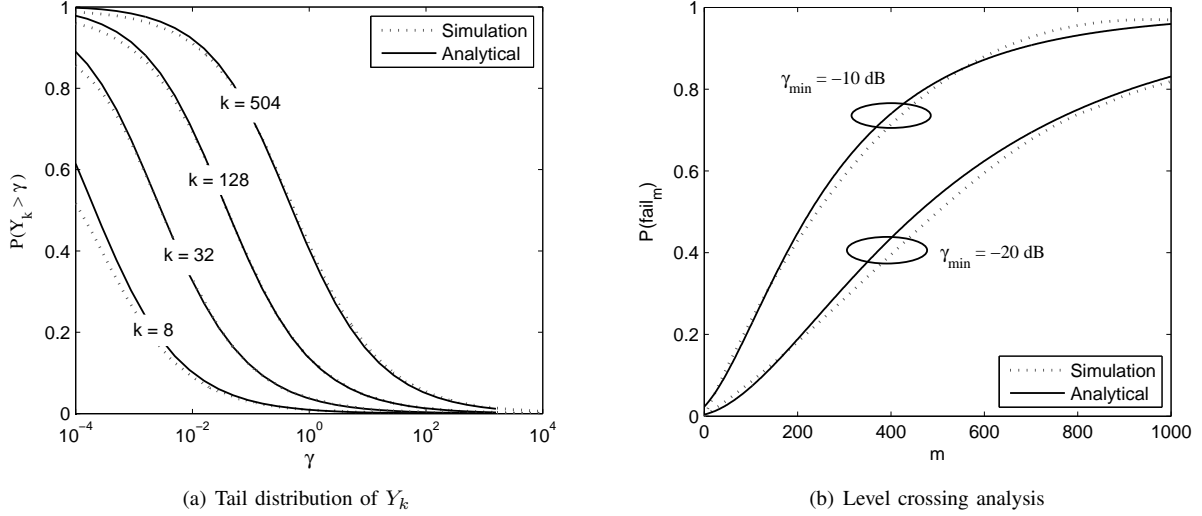 1
0.8
0.6
0.4
0.2
0
P(Y_k > γ)
Simulation
Analytical
k = 504
k = 128
k = 32
k = 8
10^−4
10^−2
10^0
10^2
10^4
γ
(a) Tail distribution of Y_k
1
0.8
0.6
0.4
0.2
0
P(fail_m)
γ_min = −10 dB
γ_min = −20 dB
Simulation
Analytical
0
200
400
600
800
1000
m
(b) Level crossing analysis